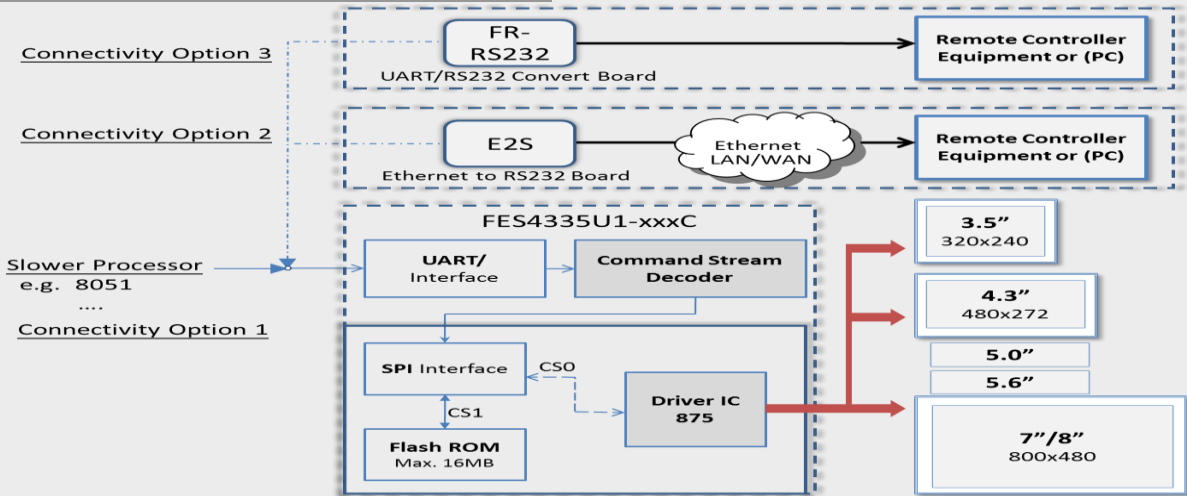 Connectivity Option 3
FR-
RS232
UART/RS232 Convert Board
Remote Controller
Equipment or (PC)
Connectivity Option 2
E2S
Ethernet to RS232 Board
Ethernet
LAN/WAN
Remote Controller
Equipment or (PC)
FES4335U1-xxxC
Slower Processor
e.g. 8051
....
Connectivity Option 1
UART/
Interface
Command Stream
Decoder
SPI Interface
CS0
CS1
Flash ROM
Max. 16MB
Driver IC
875
3.5”
320x240
4.3”
480x272
5.0”
5.6”
7”/8”
800x480